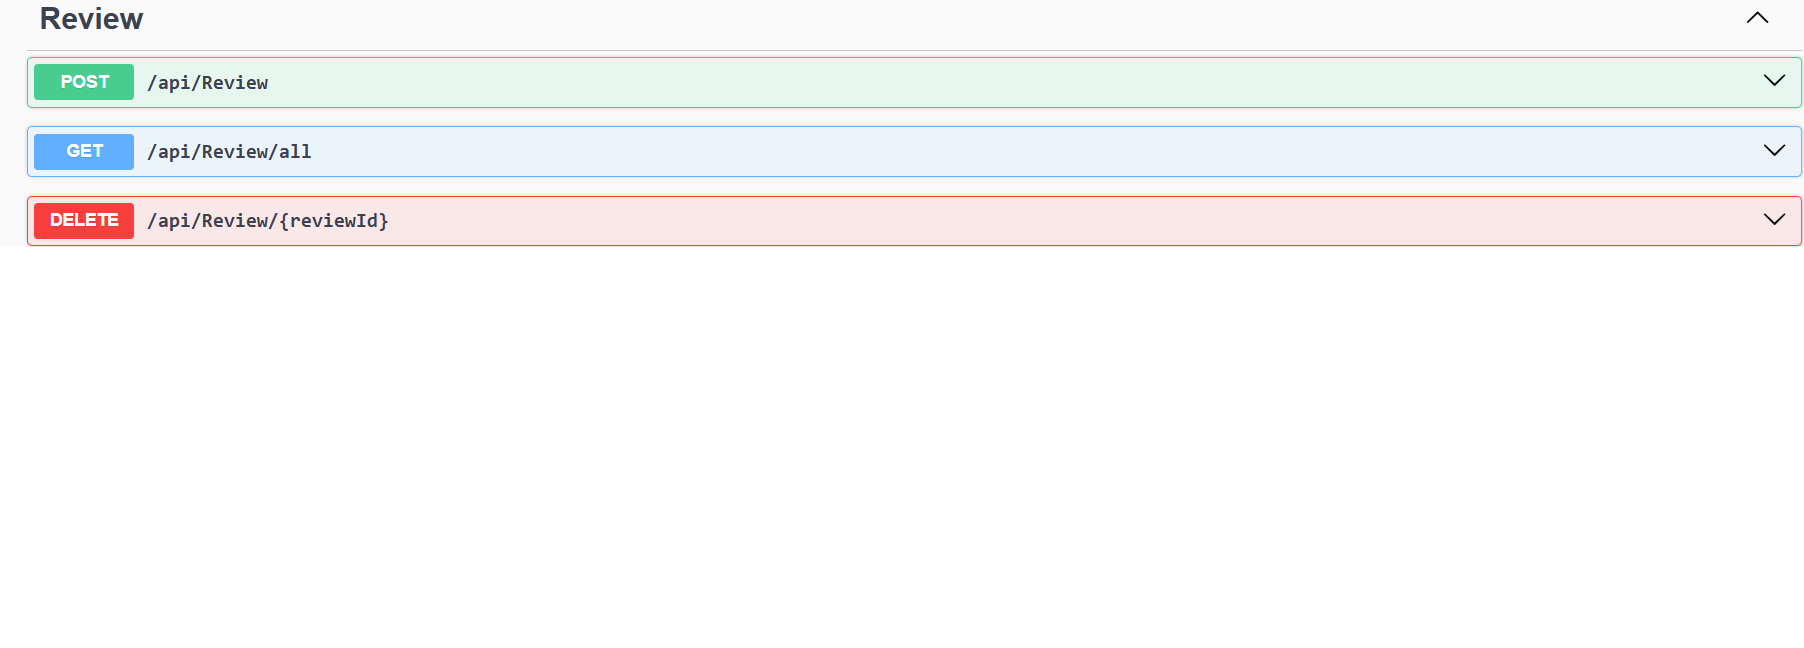 Review
POST /api/Review
GET /api/Review/all
DELETE /api/Review/{reviewId}